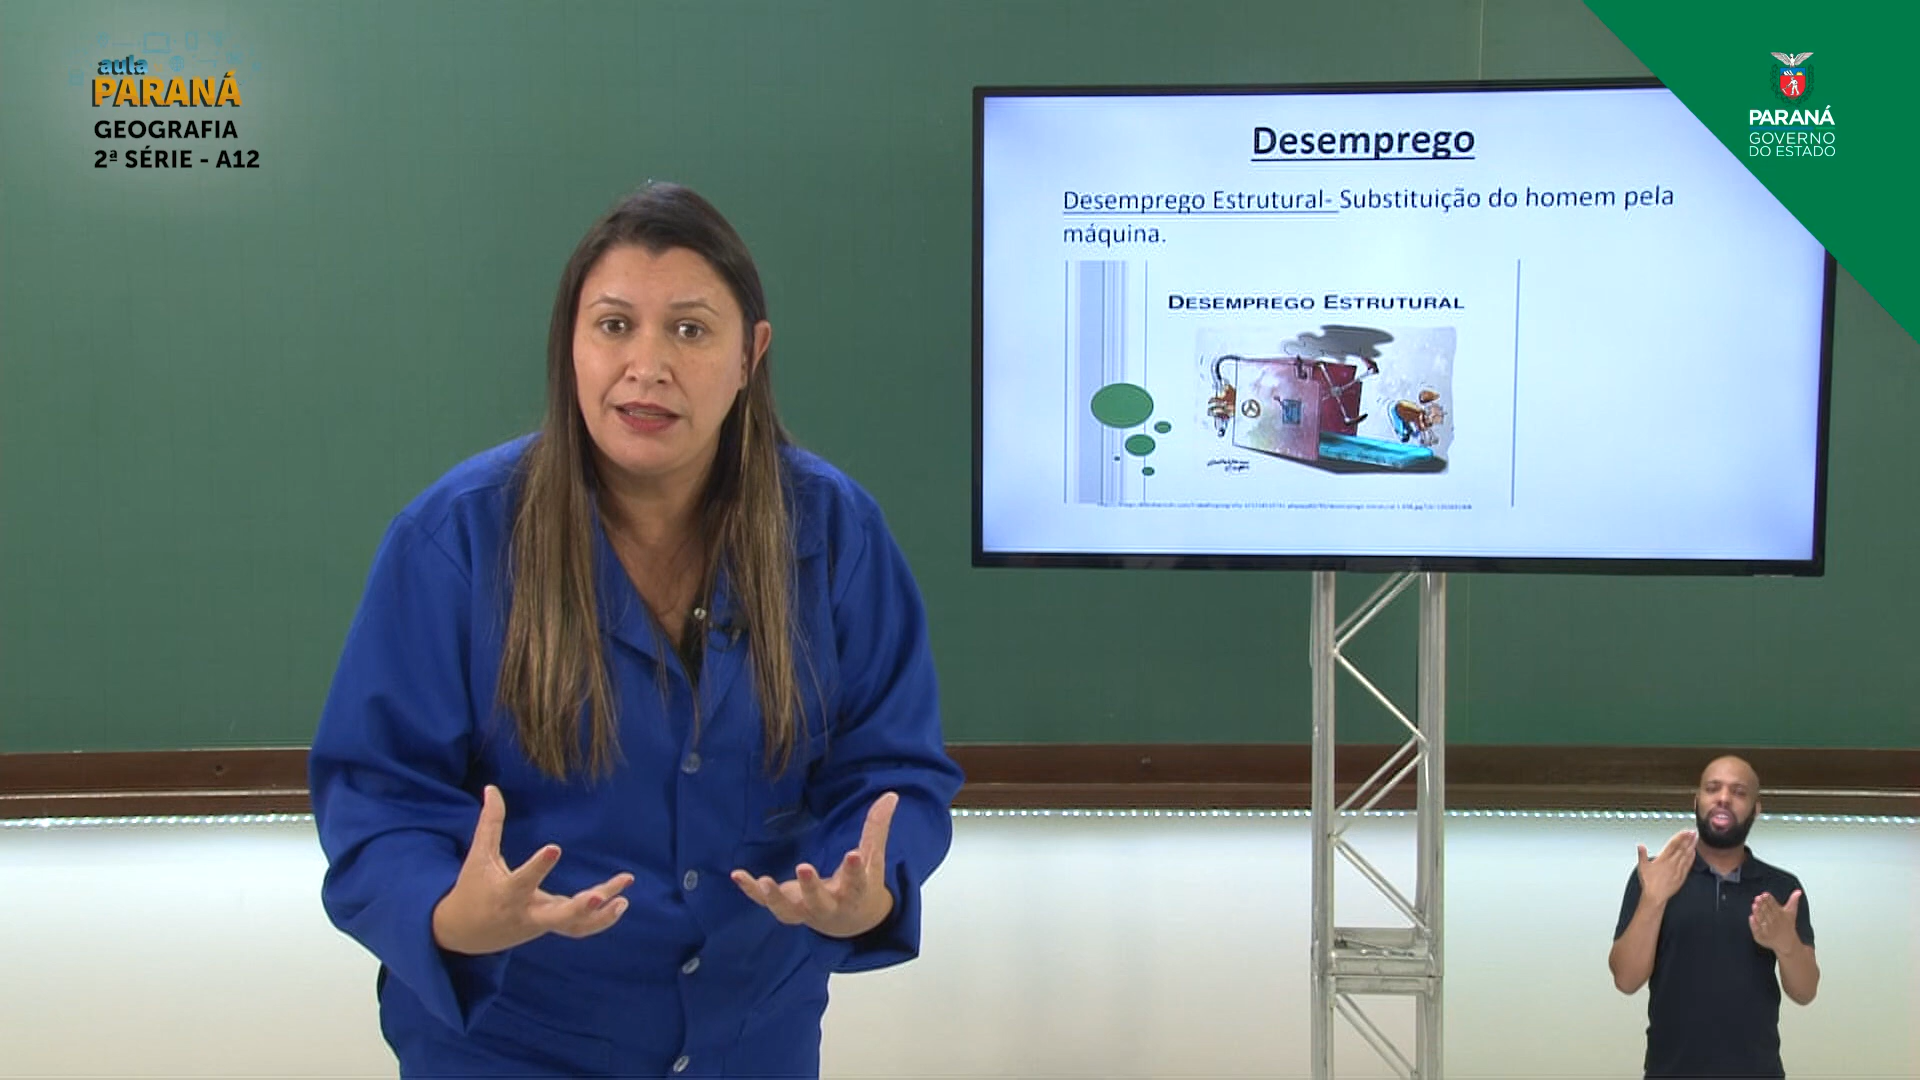 aula
PARANÁ
GEOGRAFIA
2ª SÉRIE - A12
Desemprego
Desemprego Estrutural- Substituição do homem pela
máquina.
DESEMPREGO ESTRUTURAL
PARANÁ
GOVERNO
DO ESTADO